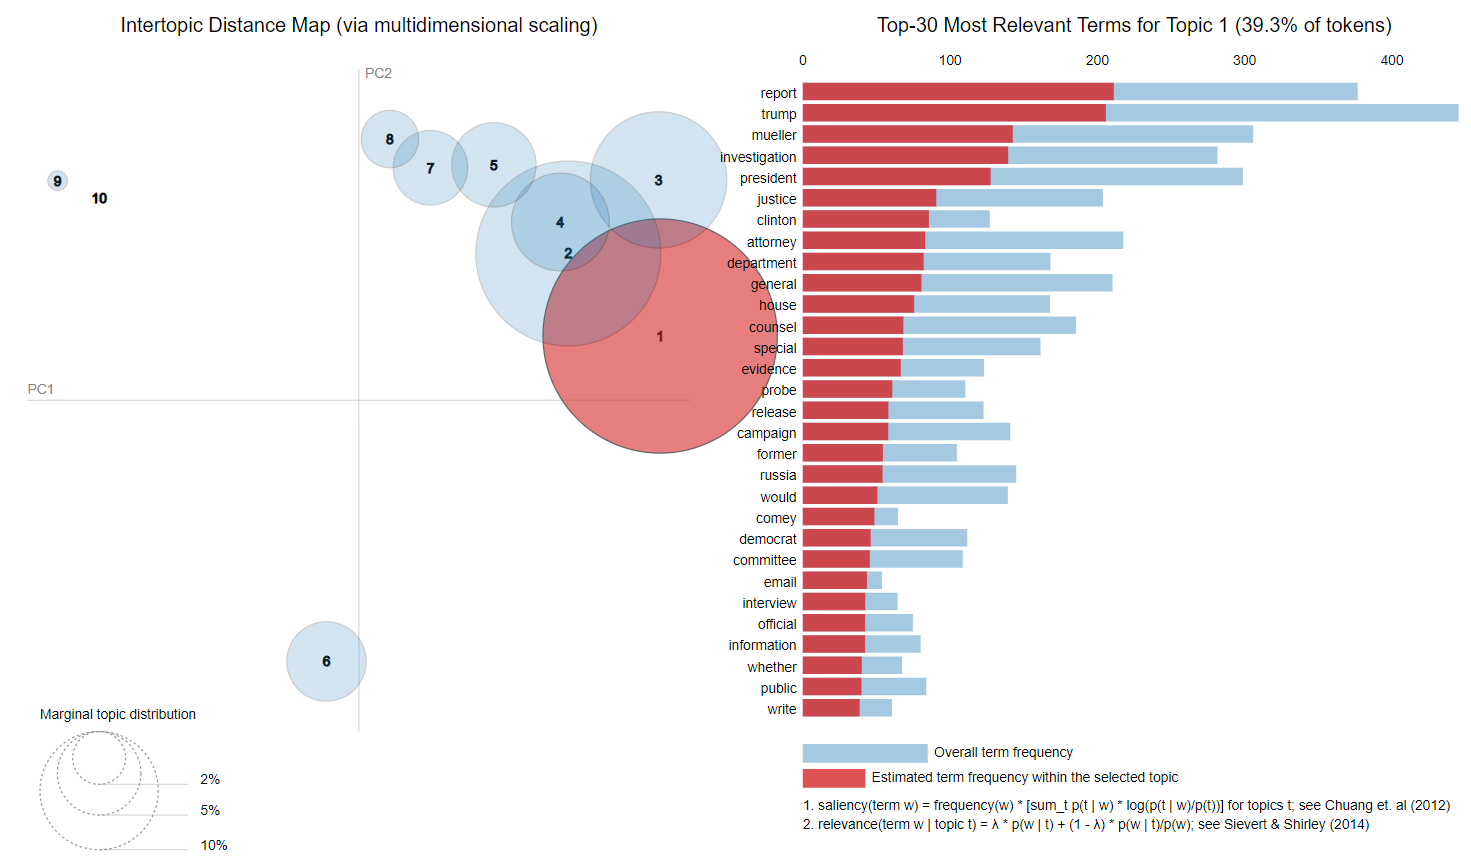 Intertopic Distance Map (via multidimensional scaling)
PC2
PC1
8
7
5
3
4
2
1
9
10
6
Marginal topic distribution
2%
5%
10%
Top-30 Most Relevant Terms for Topic 1 (39.3% of tokens)
0 100 200 300 400
report
trump
mueller
investigation
president
justice
clinton
attorney
department
general
house
counsel
special
evidence
probe
release
campaign
former
russia
would
comey
democrat
committee
email
interview
official
information
whether
public
write
Overall term frequency
Estimated term frequency within the selected topic
1. saliency(term w) = frequency(w) * [sum_t p(t | w) * log(p(t | w)/p(t))] for topics t; see Chuang et. al (2012)
2. relevance(term w | topic t) = λ * p(w | t) + (1 - λ) * p(w | t)/p(w); see Sievert & Shirley (2014)